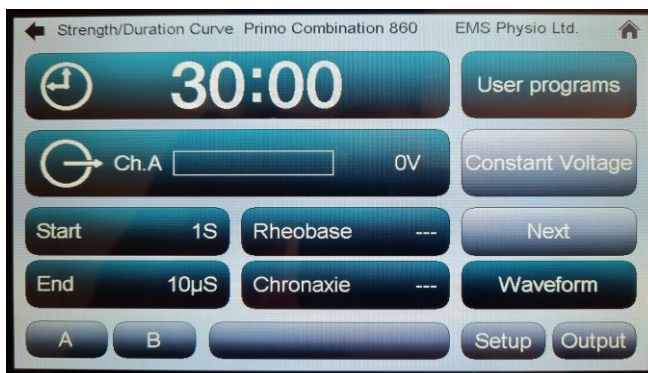 Strength/Duration Curve Primo Combination 860 EMS Physio Ltd.
30:00 User programs
Ch.A 0V Constant Voltage
Start 1S Rheobase --- Next
End 10µS Chronaxie --- Waveform
A B Setup Output